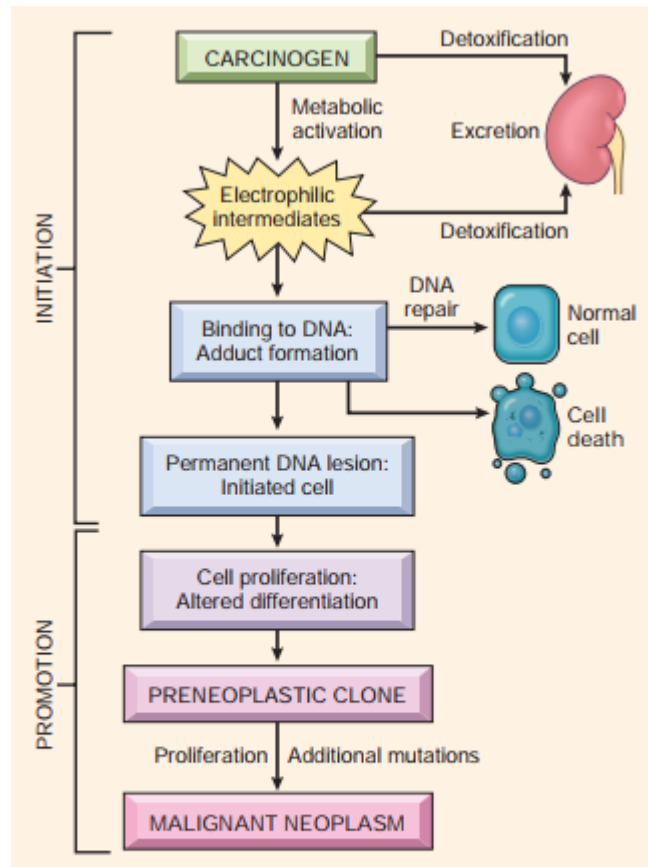 Detoxification
CARCINOGEN
Metabolic
activation
Excretion
Electrophilic
intermediates
Detoxification
INITIATION
DNA
repair
Binding to DNA:
Adduct formation
Normal
cell
Cell
death
Permanent DNA lesion:
Initiated cell
Cell proliferation:
Altered differentiation
PROMOTION
PRENEOPLASTIC CLONE
Proliferation
Additional mutations
MALIGNANT NEOPLASM